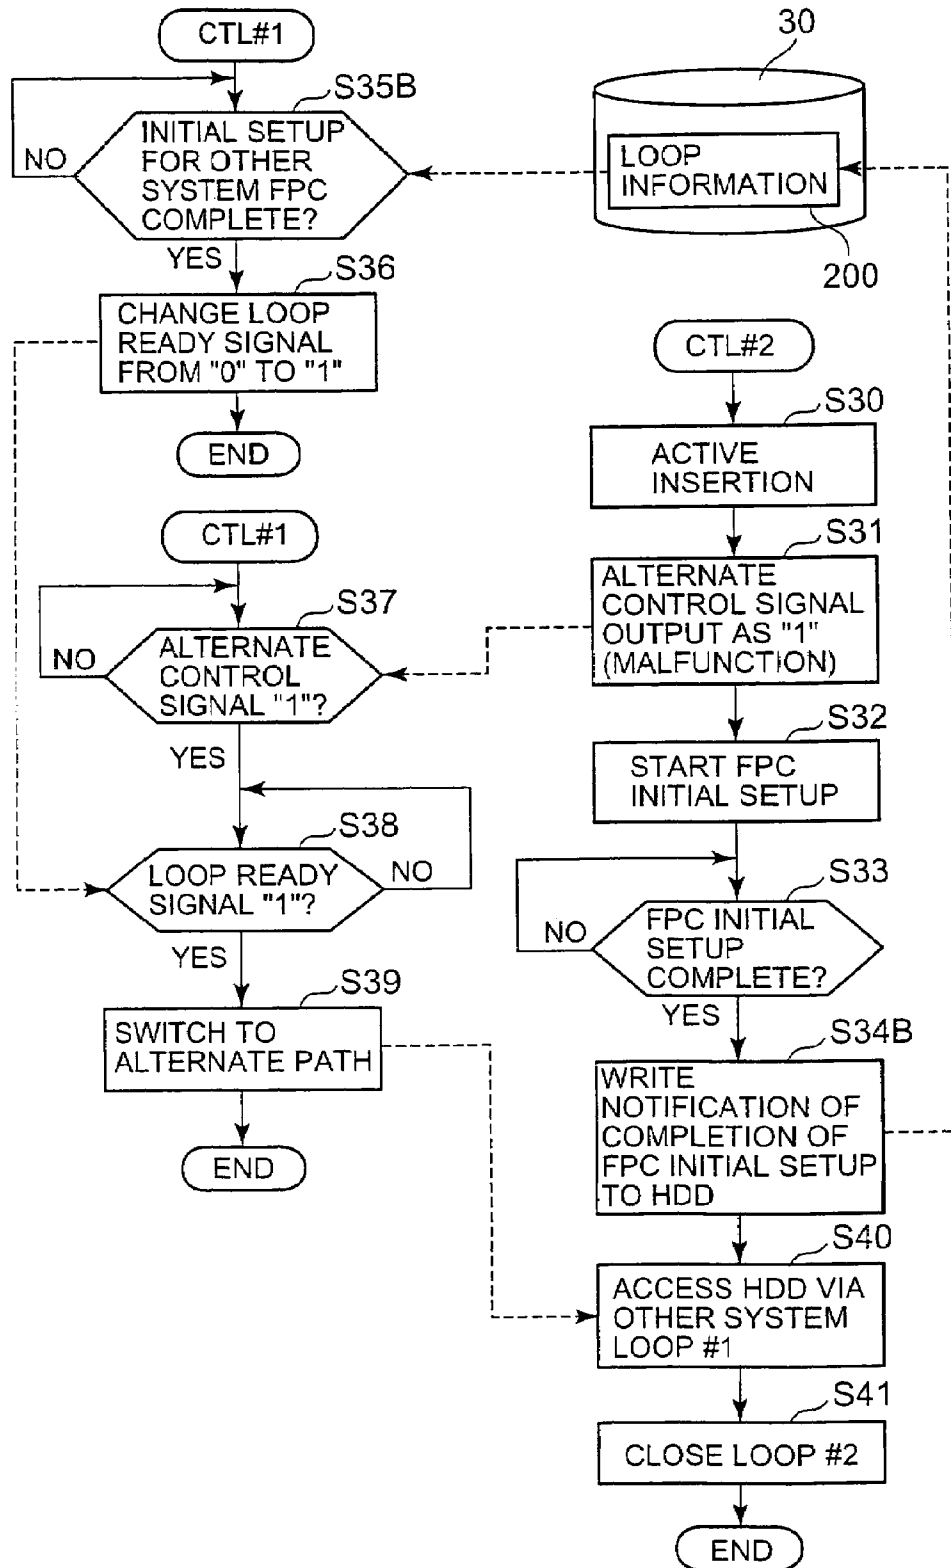 CTL#1
S35B
INITIAL SETUP
FOR OTHER
SYSTEM FPC
COMPLETE?
NO
YES
S36
CHANGE LOOP
READY SIGNAL
FROM "0" TO "1"
END
30
LOOP
INFORMATION
200
CTL#1
S37
ALTERNATE
CONTROL
SIGNAL "1"?
NO
YES
S38
LOOP READY
SIGNAL "1"?
NO
YES
S39
SWITCH TO
ALTERNATE PATH
END
CTL#2
S30
ACTIVE
INSERTION
S31
ALTERNATE
CONTROL SIGNAL
OUTPUT AS "1"
(MALFUNCTION)
S32
START FPC
INITIAL SETUP
S33
FPC INITIAL
SETUP
COMPLETE?
NO
YES
S34B
WRITE
NOTIFICATION OF
COMPLETION OF
FPC INITIAL SETUP
TO HDD
S40
ACCESS HDD VIA
OTHER SYSTEM
LOOP #1
S41
CLOSE LOOP #2
END